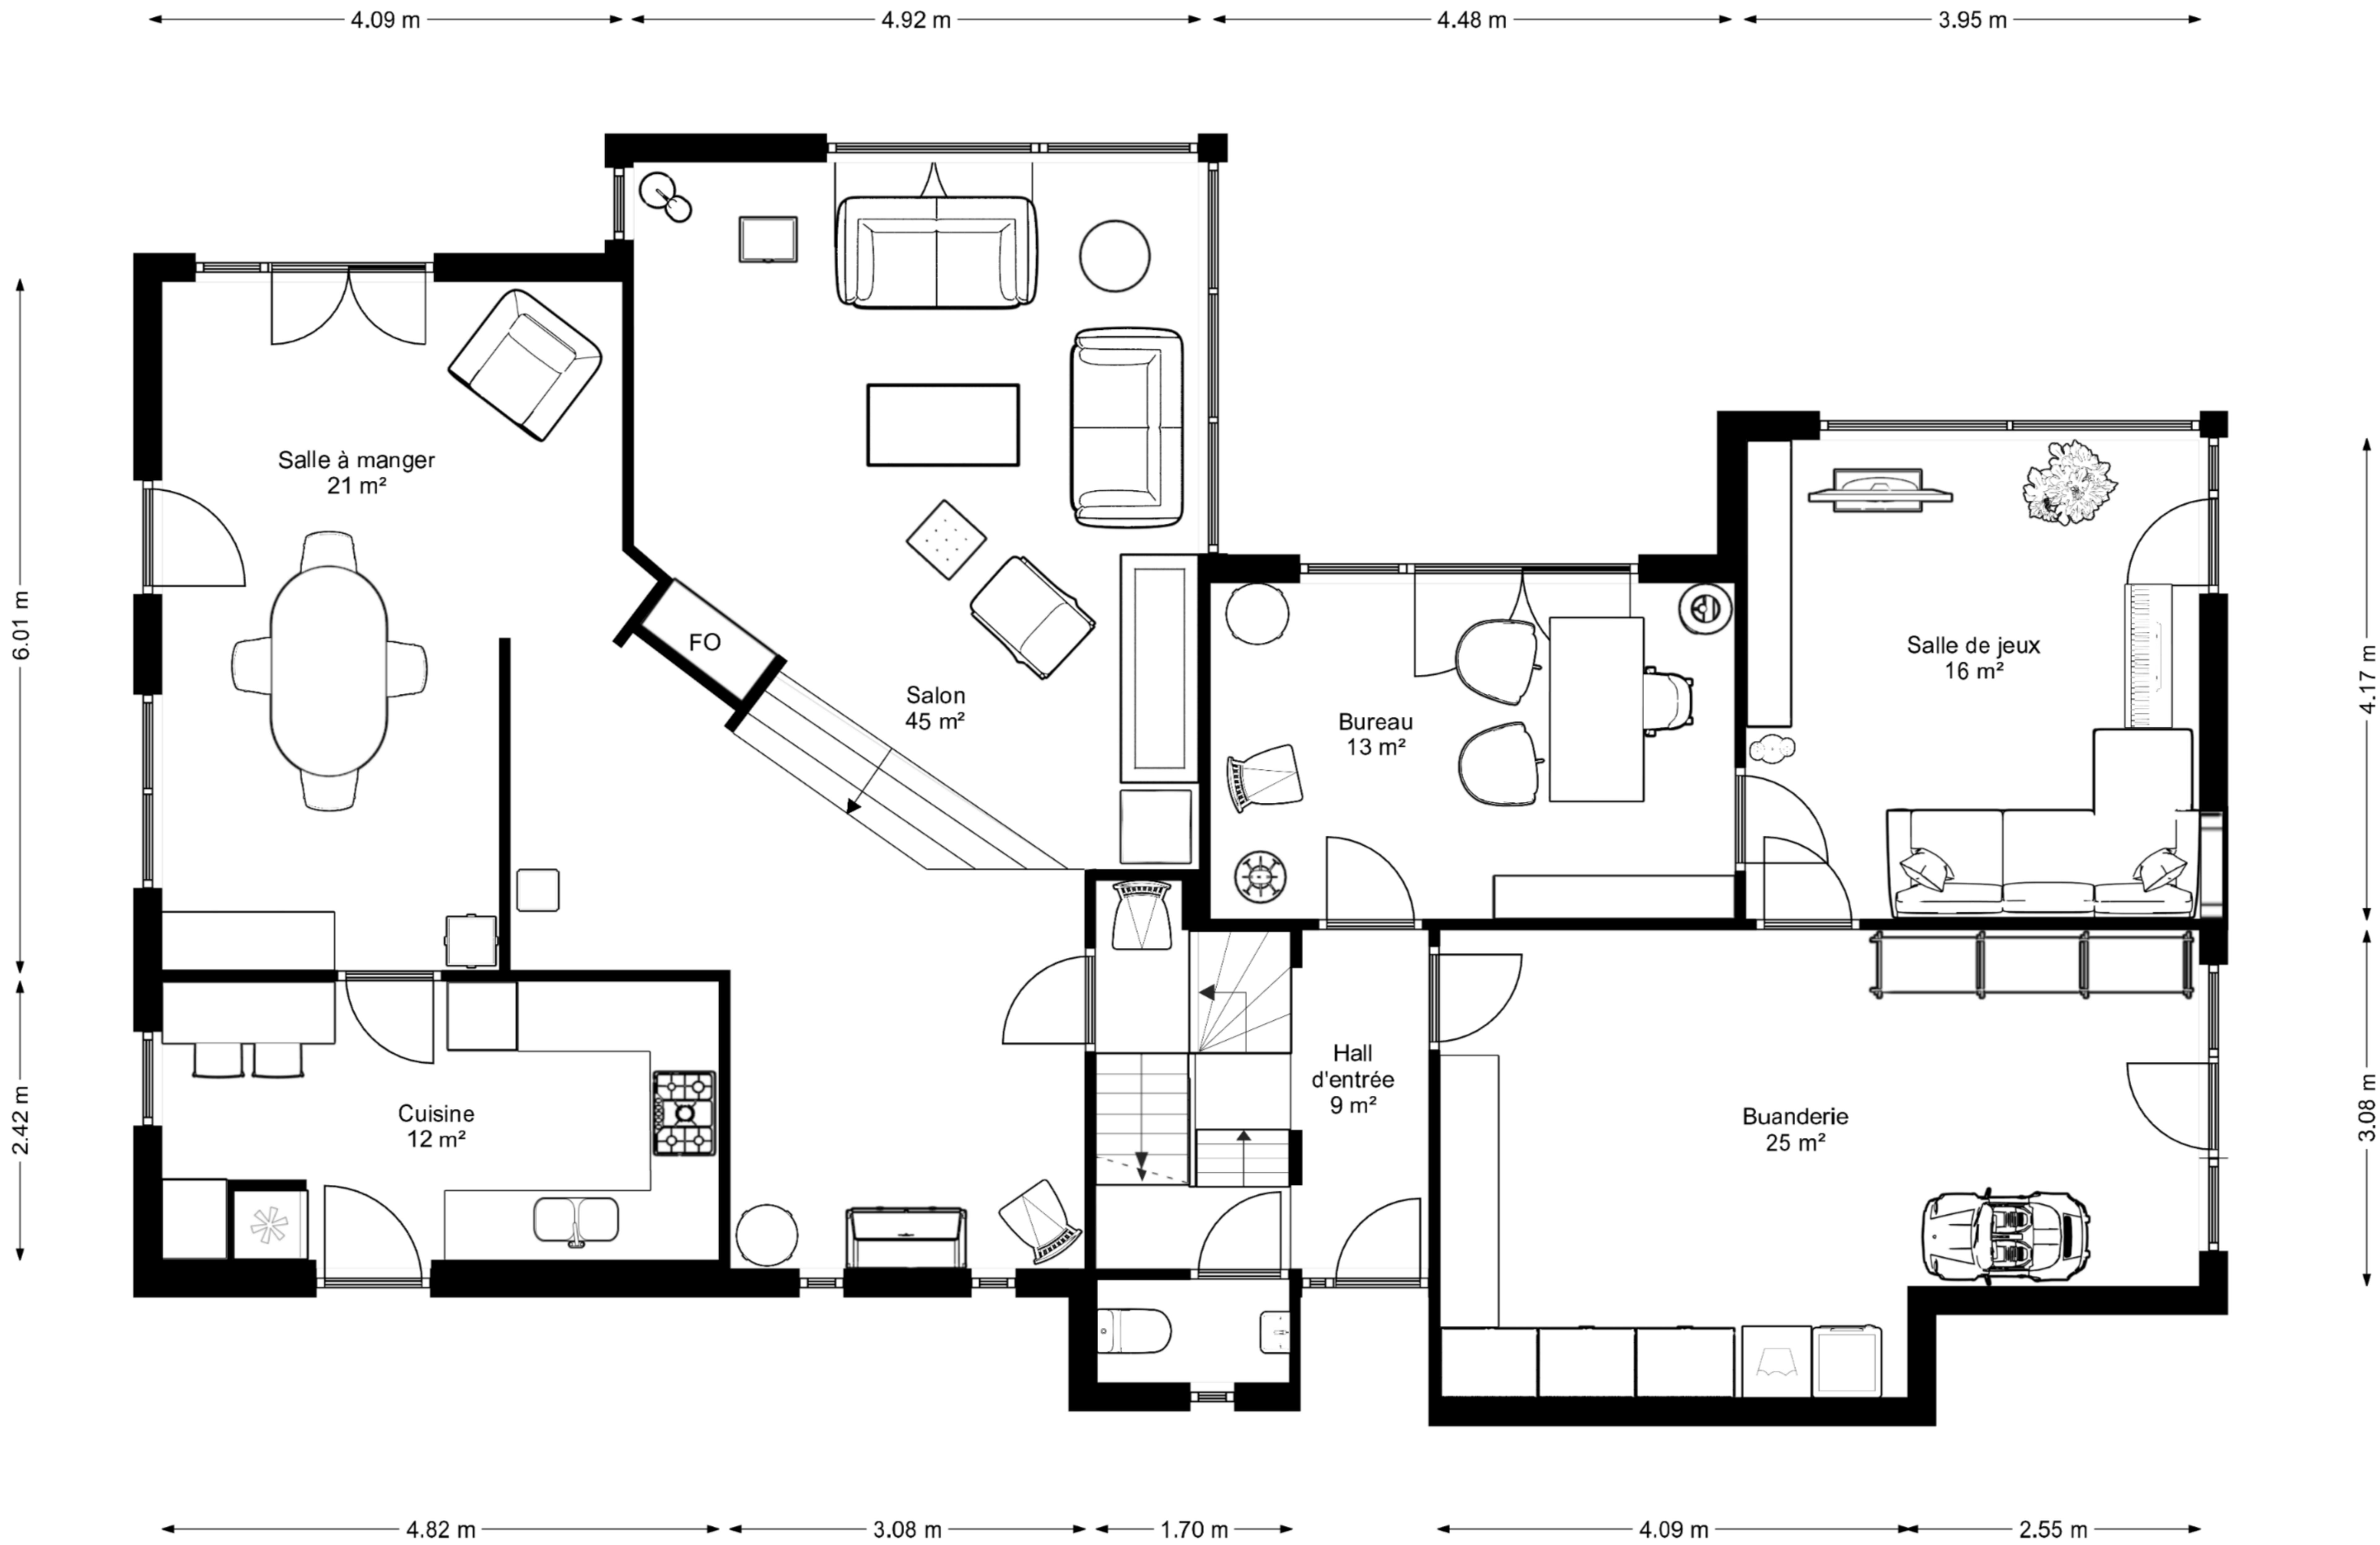 4.09 m
4.92 m
4.48 m
3.95 m
Salle à manger
21 m²
6.01 m
FO
Salon
45 m²
Bureau
13 m²
Salle de jeux
16 m²
4.17 m
2.42 m
Cuisine
12 m²
Hall
d'entrée
9 m²
Buanderie
25 m²
3.08 m
4.82 m
3.08 m
1.70 m
4.09 m
2.55 m